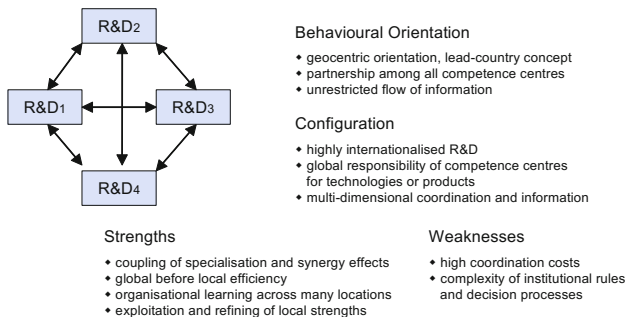 R&D2
R&D1
R&D3
R&D4
Behavioural Orientation
◆ geocentric orientation, lead-country concept
◆ partnership among all competence centres
◆ unrestricted flow of information
Configuration
◆ highly internationalised R&D
◆ global responsibility of competence centres
for technologies or products
◆ multi-dimensional coordination and information
Strengths
◆ coupling of specialisation and synergy effects
◆ global before local efficiency
◆ organisational learning across many locations
◆ exploitation and refining of local strengths
Weaknesses
◆ high coordination costs
◆ complexity of institutional rules
and decision processes